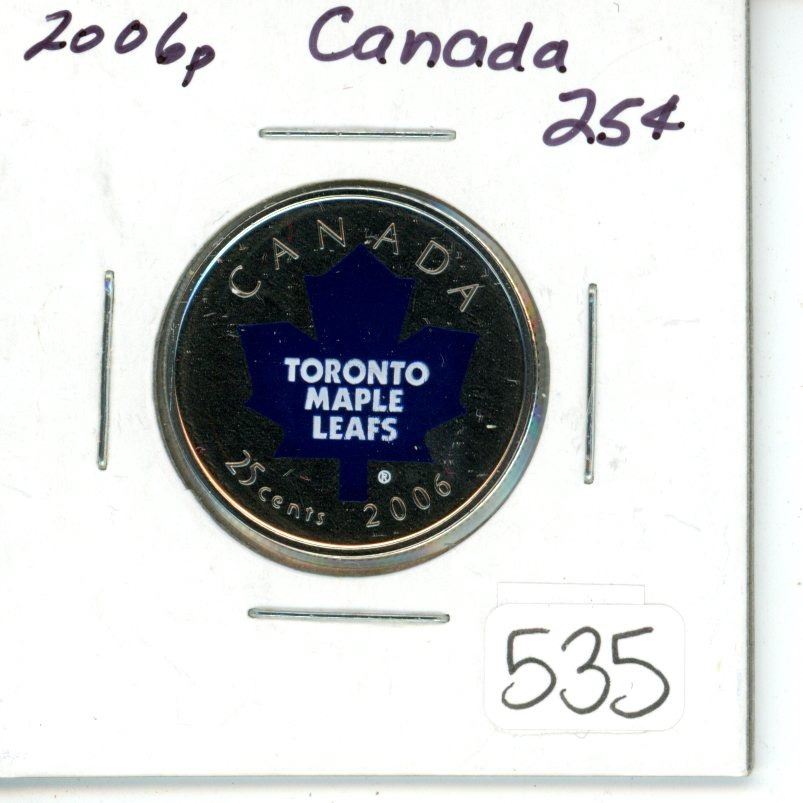 2006p Canada
25¢
CANADA
TORONTO
MAPLE
LEAFS
®
25 cents 2006
535